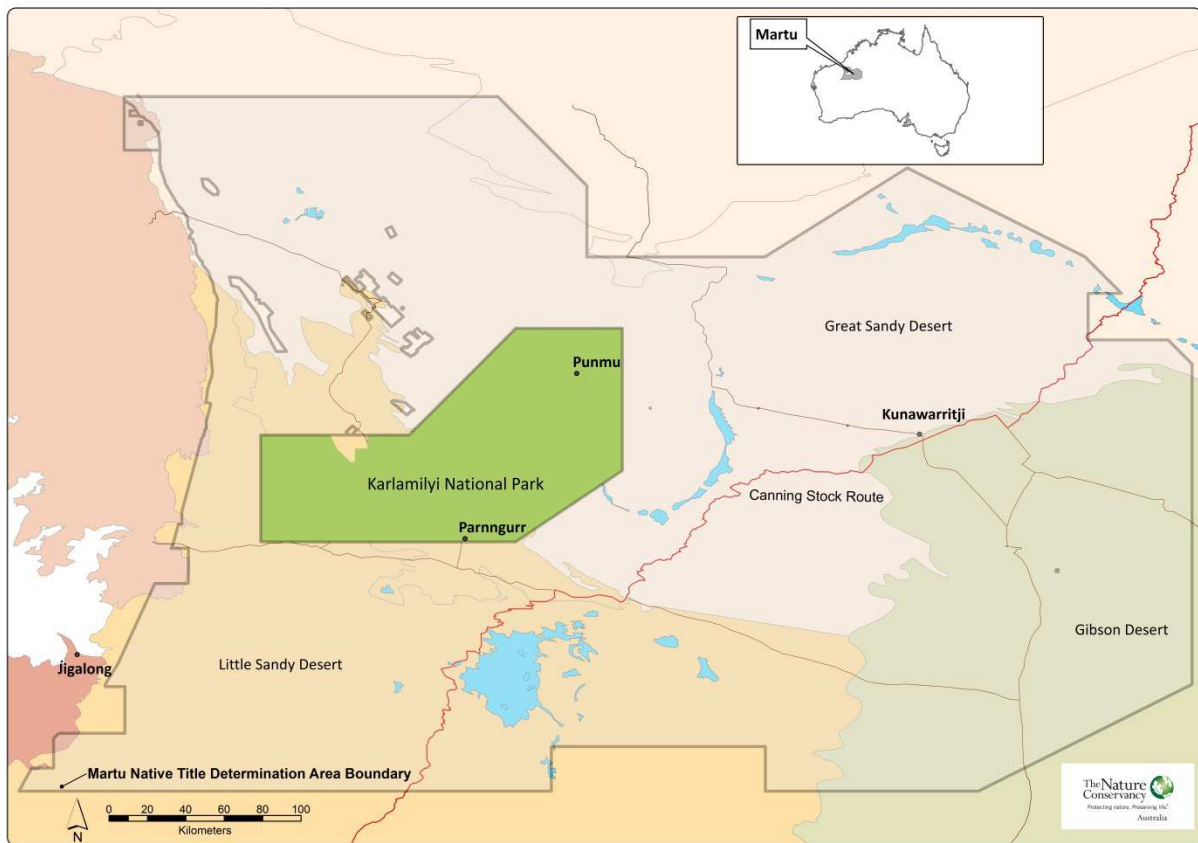 Martu
Great Sandy Desert
Punmu
Kunawarritji
Karlamilyi National Park
Canning Stock Route
Parnngurr
Gibson Desert
Little Sandy Desert
Jigalong
Martu Native Title Determination Area Boundary
0 20 40 60 80 100
Kilometers
N
The Nature
Conservancy
Protecting nature. Preserving life.
Australia